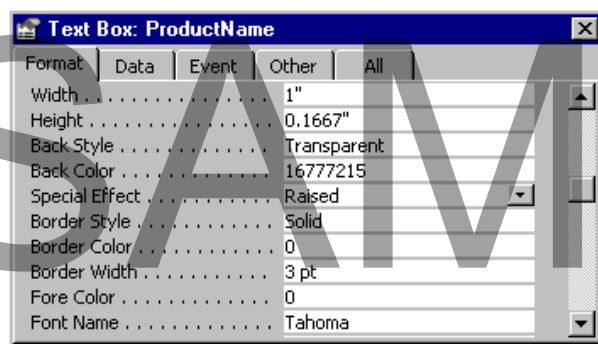 Text Box: ProductName
Format Data Event Other All
Width . . . . . . . . . . . . . . . . 1"
Height . . . . . . . . . . . . . . . 0.1667"
Back Style . . . . . . . . . . . . . Transparent
Back Color . . . . . . . . . . . . . 16777215
Special Effect . . . . . . . . . . . Raised
Border Style . . . . . . . . . . . . Solid
Border Color . . . . . . . . . . . . 0
Border Width . . . . . . . . . . . . 3 pt
Fore Color . . . . . . . . . . . . . 0
Font Name . . . . . . . . . . . . . Tahoma
SAM